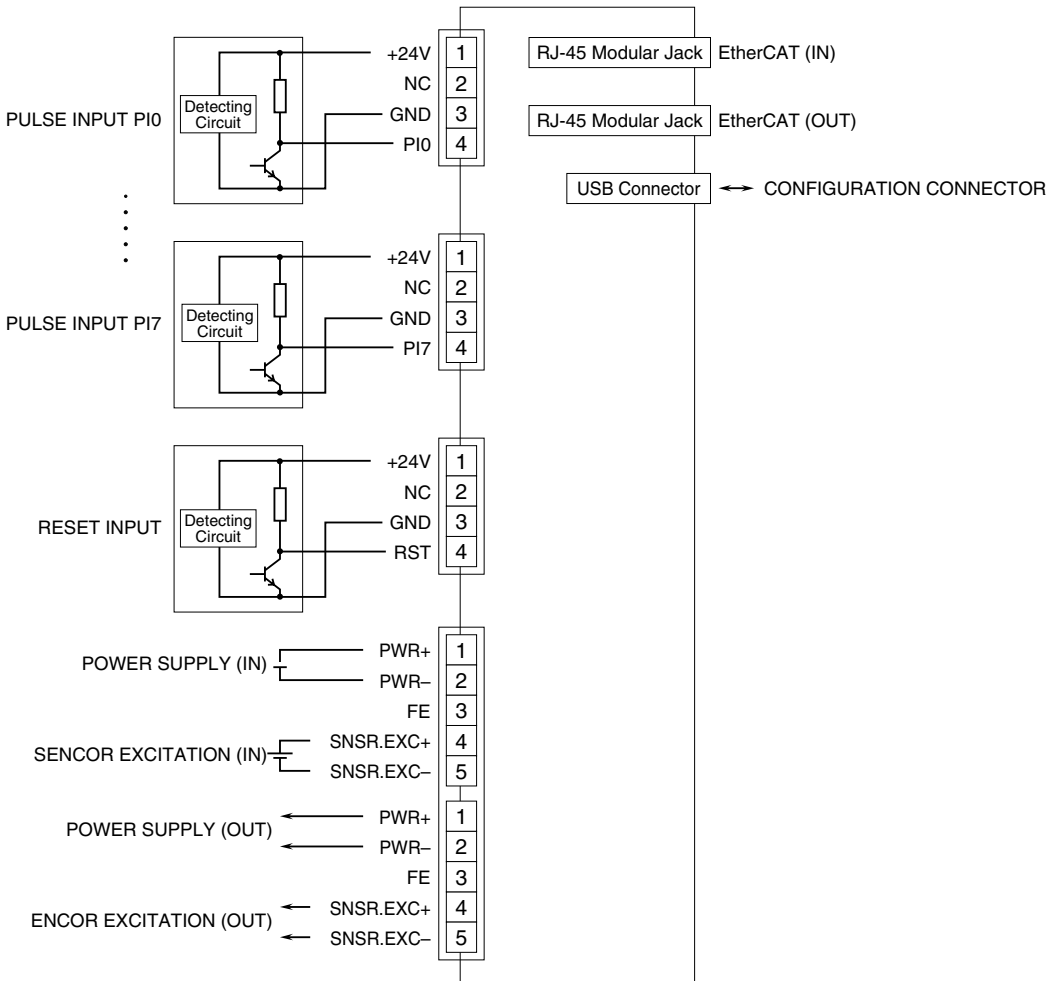 PULSE INPUT PI0
Detecting
Circuit
+24V 1
NC 2
GND 3
PI0 4
PULSE INPUT PI7
Detecting
Circuit
+24V 1
NC 2
GND 3
PI7 4
RESET INPUT
Detecting
Circuit
+24V 1
NC 2
GND 3
RST 4
POWER SUPPLY (IN)
PWR+ 1
PWR– 2
FE 3
SENCOR EXCITATION (IN)
SNSR.EXC+ 4
SNSR.EXC– 5
POWER SUPPLY (OUT)
PWR+ 1
PWR– 2
FE 3
ENCOR EXCITATION (OUT)
SNSR.EXC+ 4
SNSR.EXC– 5
RJ-45 Modular Jack EtherCAT (IN)
RJ-45 Modular Jack EtherCAT (OUT)
USB Connector CONFIGURATION CONNECTOR